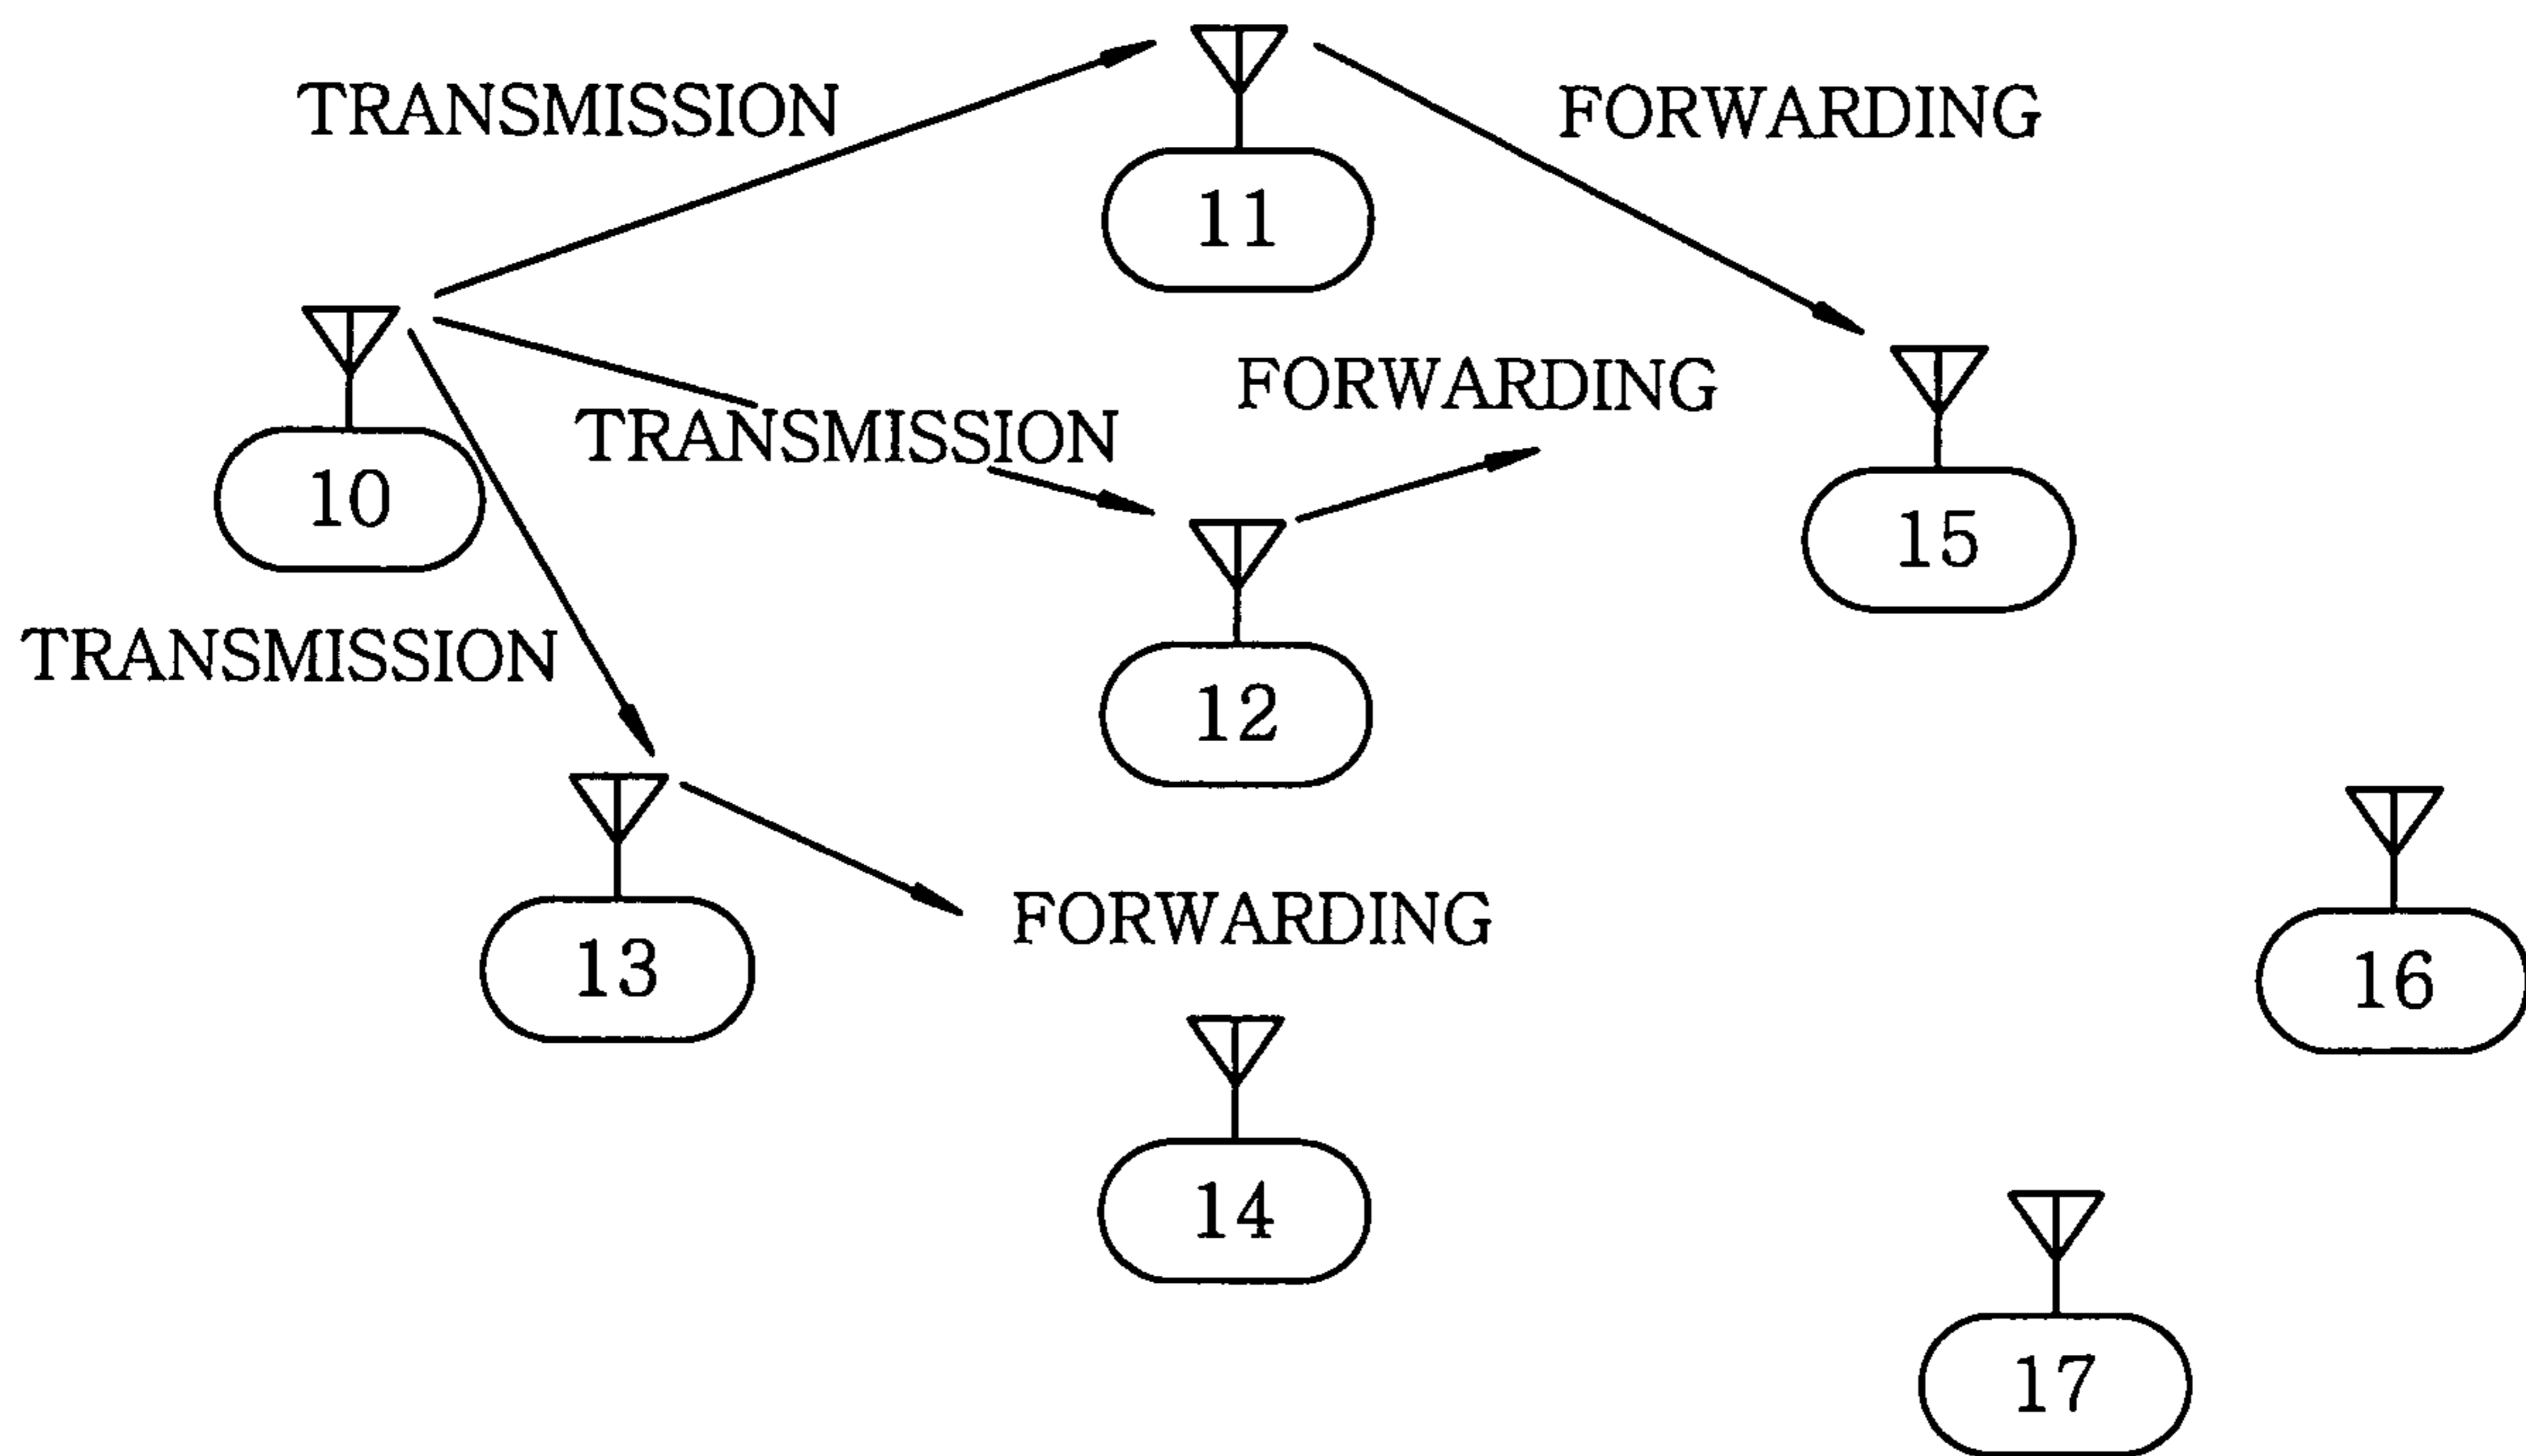 TRANSMISSION
FORWARDING
11
FORWARDING
TRANSMISSION
10
15
TRANSMISSION
12
FORWARDING
13
16
14
17